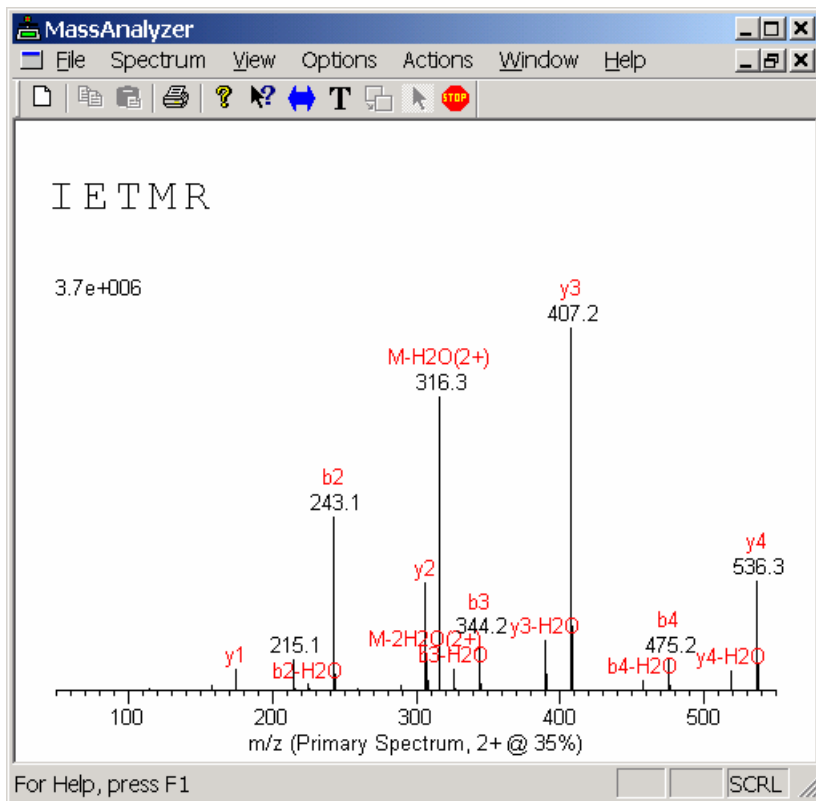 MassAnalyzer
File Spectrum View Options Actions Window Help
T STOP
IETMR
3.7e+006
y3
407.2
M-H2O(2+)
316.3
b2
243.1
y4
536.3
y2
b3
344.2
y3-H2O
M-2H2O(2+)
b3-H2O
b4
475.2
215.1
y1
b2-H2O
b4-H2O
y4-H2O
100 200 300 400 500
m/z (Primary Spectrum, 2+ @ 35%)
For Help, press F1 SCRL